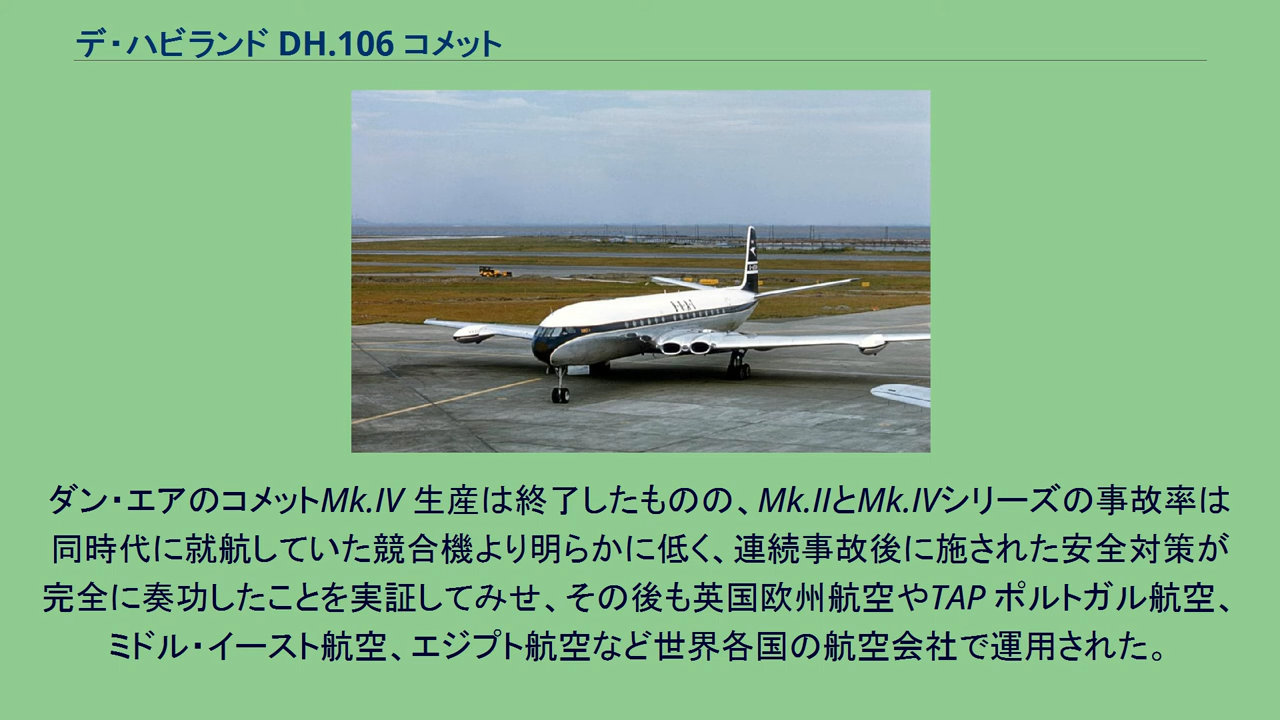 デ・ハビランド DH.106 コメット
ダン・エアのコメットMk.IV 生産は終了したものの、Mk.IIとMk.IVシリーズの事故率は
同時代に就航していた競合機より明らかに低く、連続事故後に施された安全対策が
完全に奏功したことを実証してみせ、その後も英国欧州航空やTAP ポルトガル航空、
ミドル・イースト航空、エジプト航空など世界各国の航空会社で運用された。